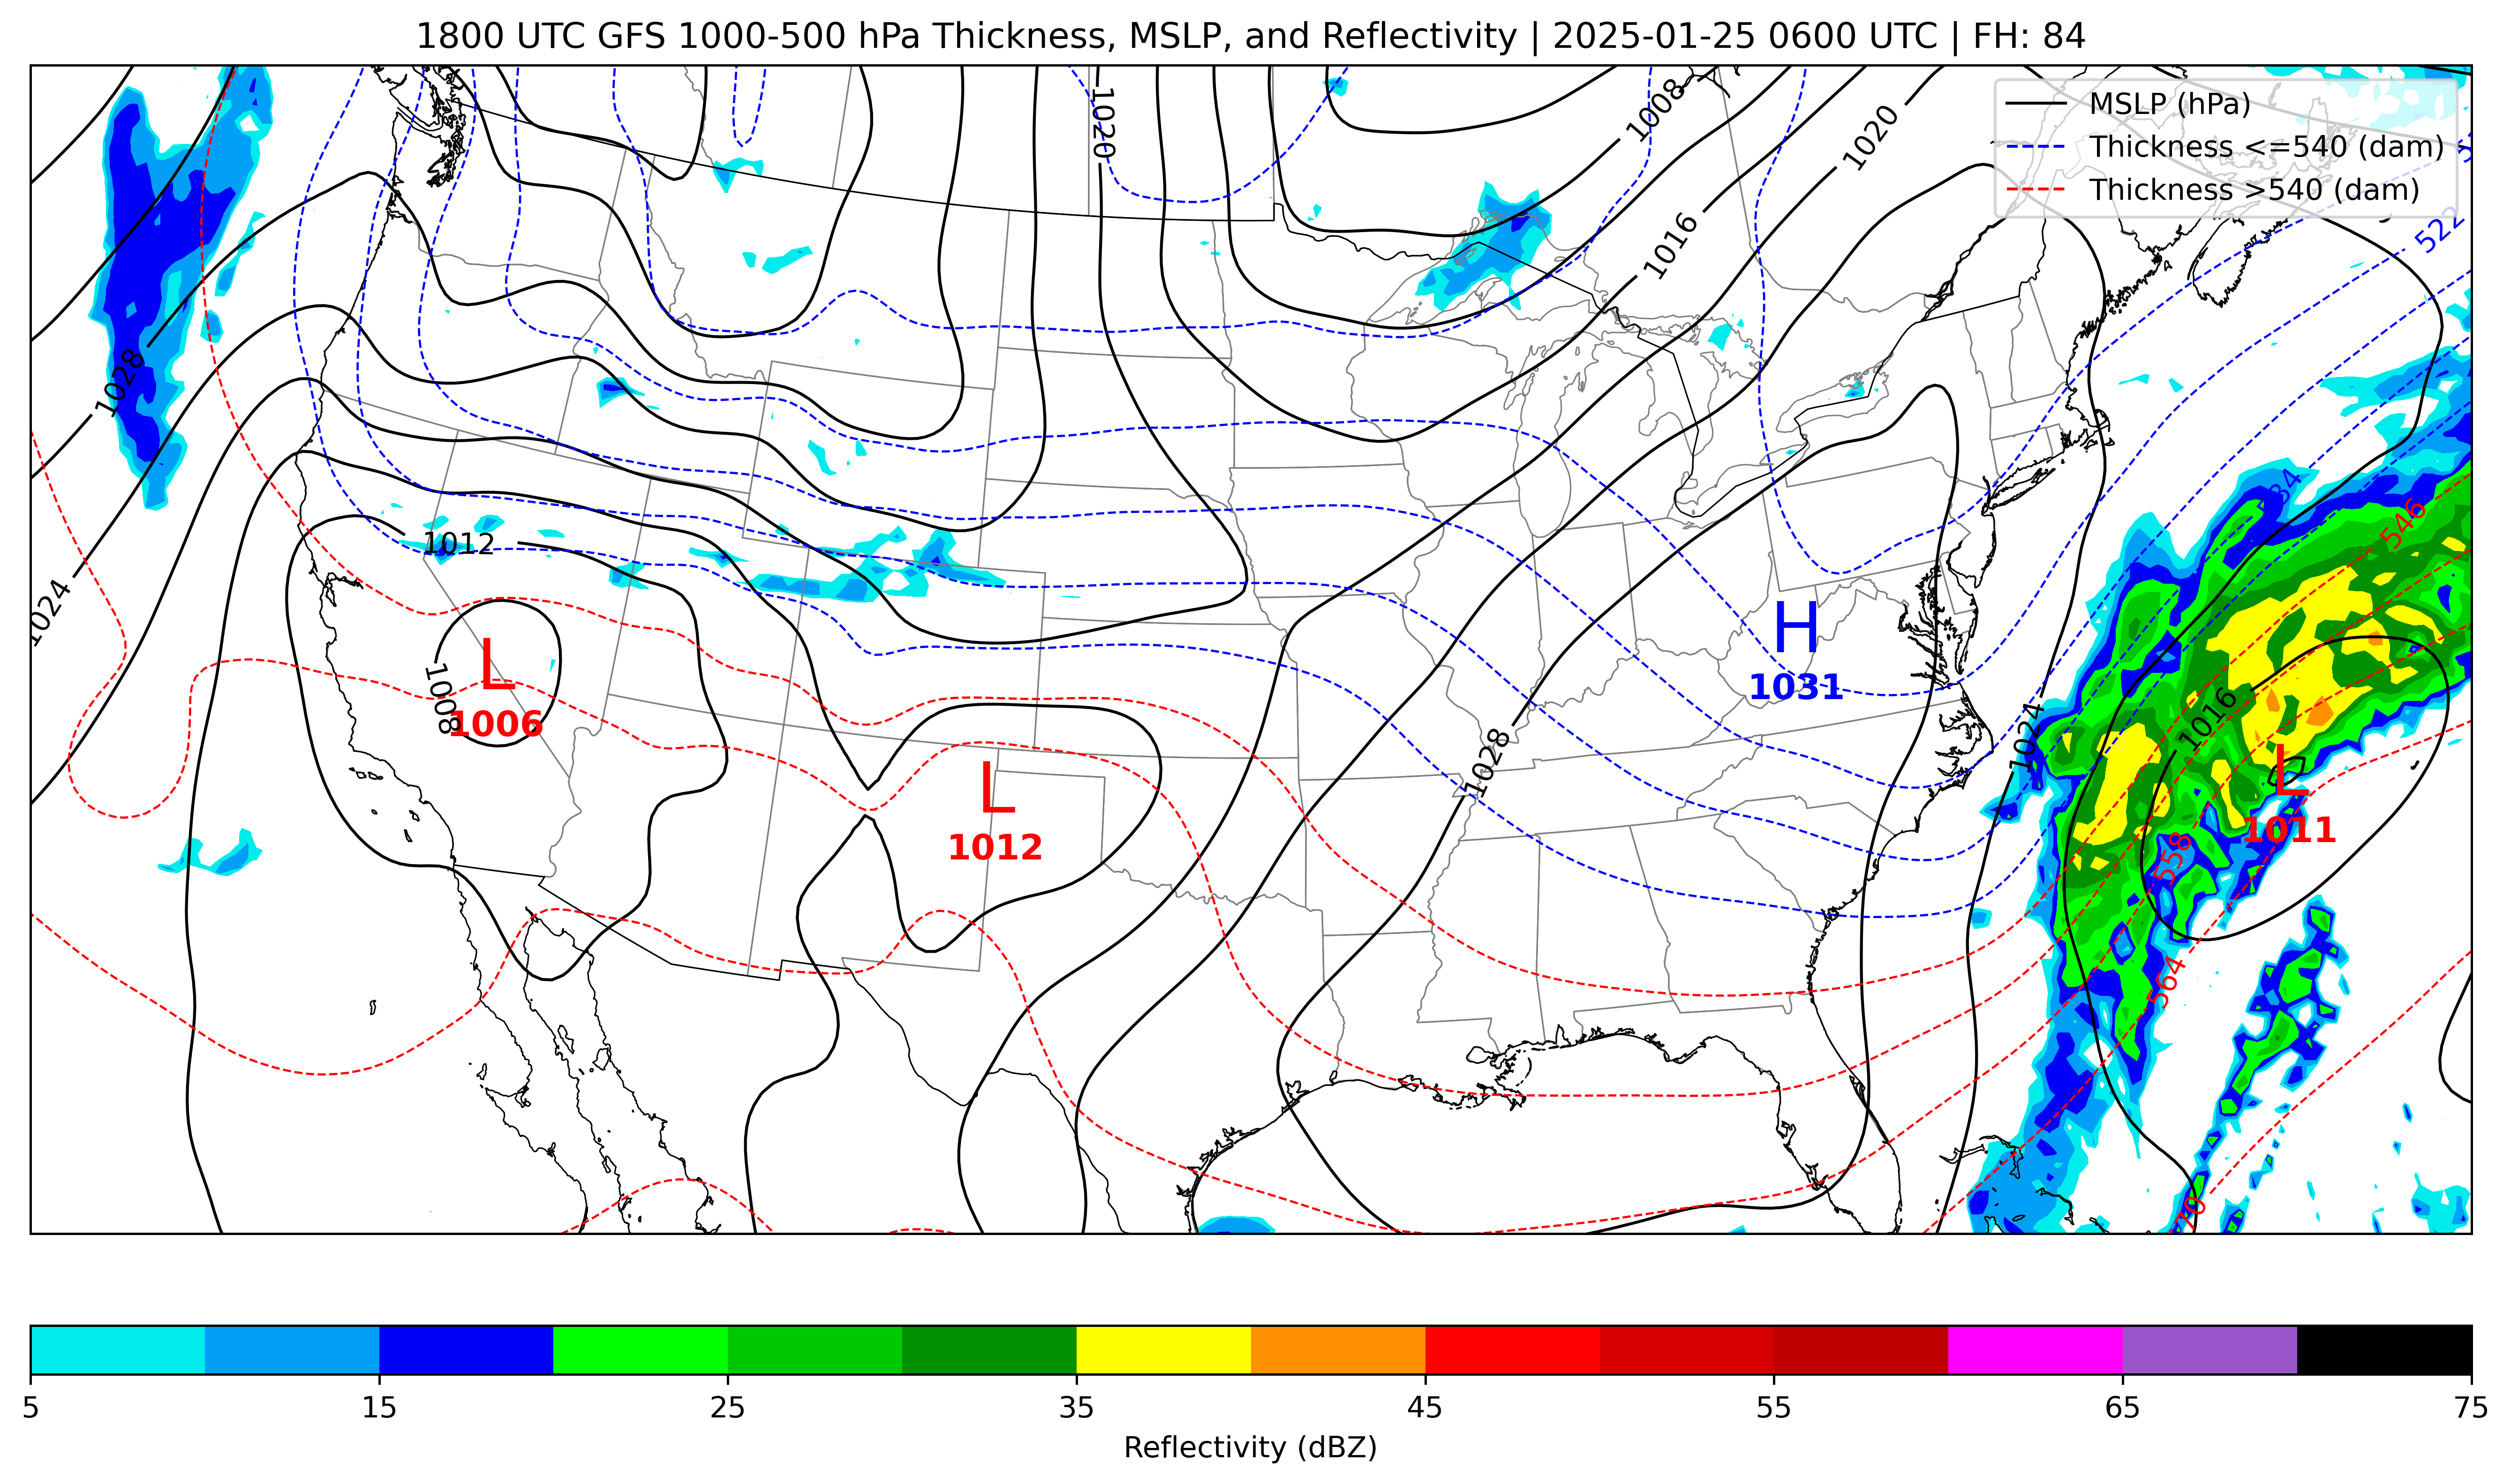 1800 UTC GFS 1000-500 hPa Thickness, MSLP, and Reflectivity | 2025-01-25 0600 UTC | FH: 84
MSLP (hPa)
Thickness <=540 (dam)
Thickness >540 (dam)
1008
1020
1020
1016
522
1028
534
546
1012
1024
H
1031
L
1008
1006
1016
1024
1028
L
1012
L
1011
558
564
570
5 15 25 35 45 55 65 75
Reflectivity (dBZ)